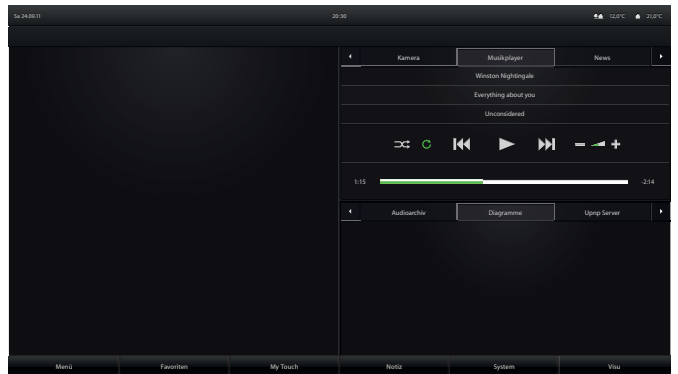 Sa 24.09.11 20:30 12,0°C 21,0°C
Kamera Musikplayer News
Winston Nightingale
Everything about you
Unconsidered
1:15 -2:14
Audioarchiv Diagramme Upnp Server
Menü Favoriten My Touch Notiz System Visu